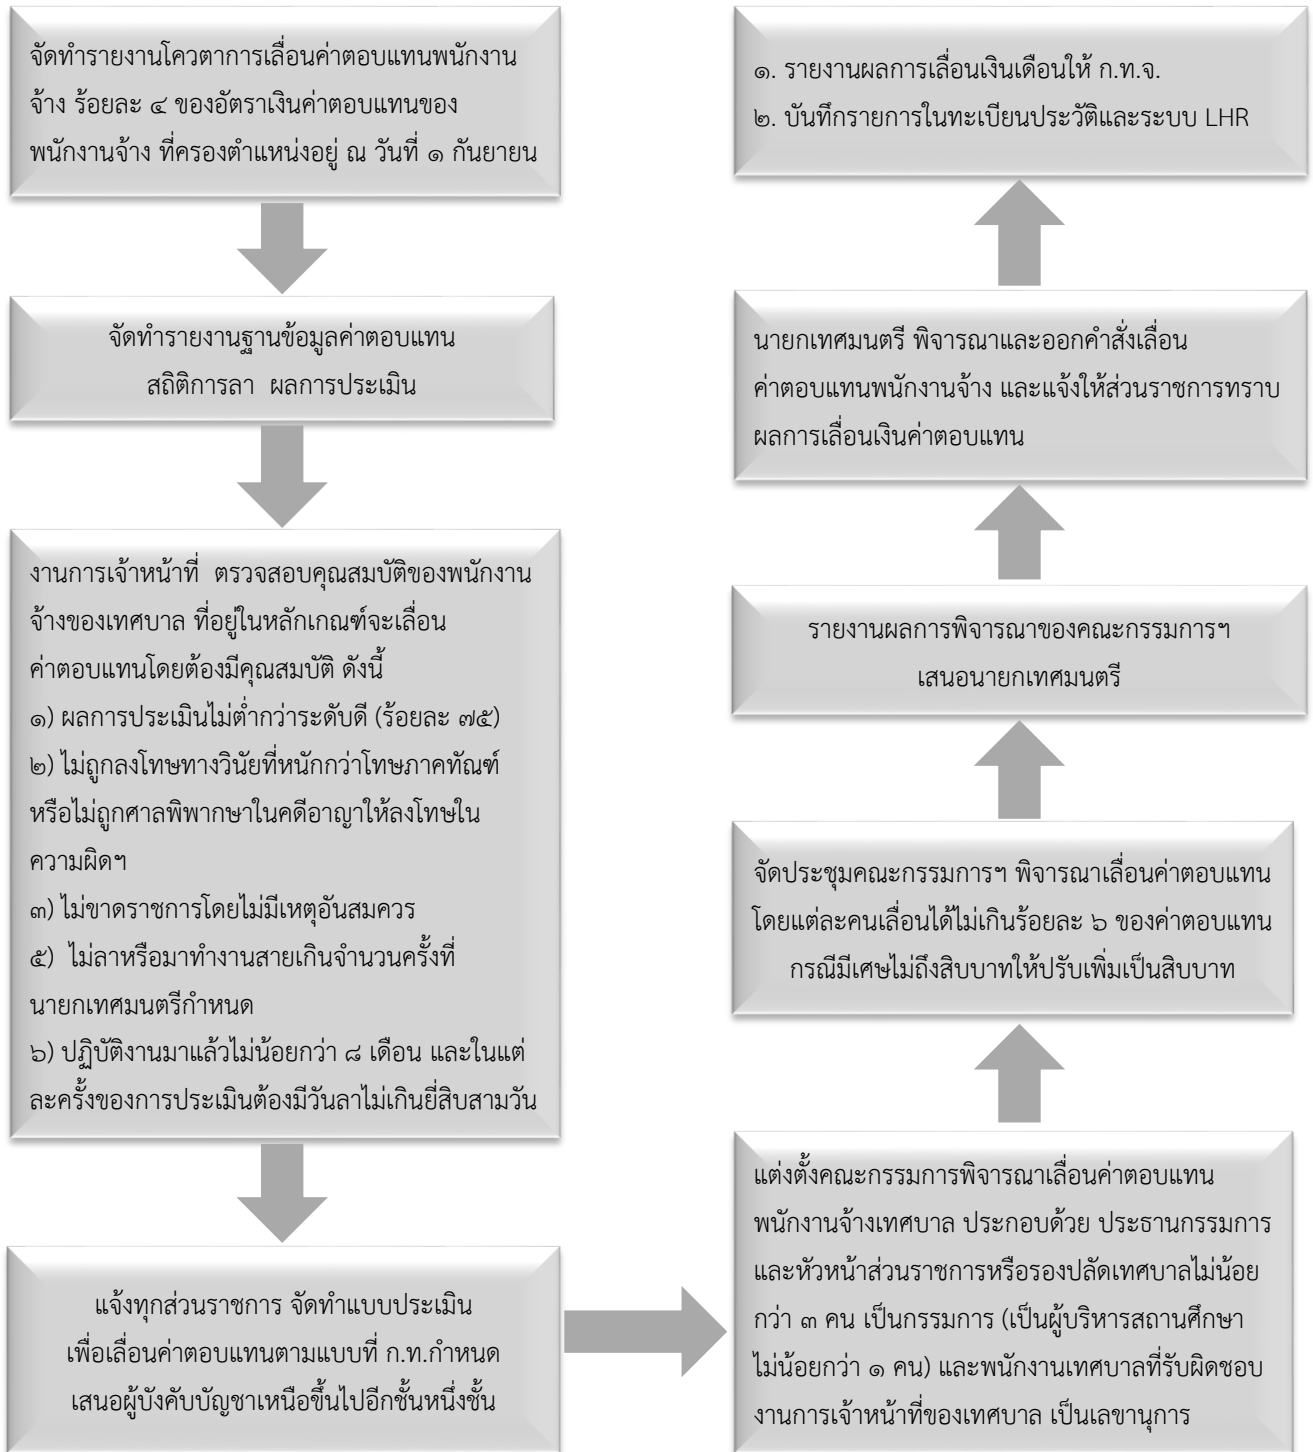 จัดทำรายงานโควตาการเลื่อนค่าตอบแทนพนักงาน
จ้าง ร้อยละ ๔ ของอัตราเงินค่าตอบแทนของ
พนักงานจ้าง ที่ครองตำแหน่งอยู่ ณ วันที่ ๑ กันยายน
จัดทำรายงานฐานข้อมูลค่าตอบแทน
สถิติการลา ผลการประเมิน
งานการเจ้าหน้าที่ ตรวจสอบคุณสมบัติของพนักงาน
จ้างของเทศบาล ที่อยู่ในหลักเกณฑ์จะเลื่อน
ค่าตอบแทนโดยต้องมีคุณสมบัติ ดังนี้
๑) ผลการประเมินไม่ต่ำกว่าระดับดี (ร้อยละ ๗๕)
๒) ไม่ถูกลงโทษทางวินัยที่หนักกว่าโทษภาคทัณฑ์
หรือไม่ถูกศาลพิพากษาในคดีอาญาให้ลงโทษใน
ความผิดฯ
๓) ไม่ขาดราชการโดยไม่มีเหตุอันสมควร
๕) ไม่ลาหรือมาทำงานสายเกินจำนวนครั้งที่
นายกเทศมนตรีกำหนด
๖) ปฏิบัติงานมาแล้วไม่น้อยกว่า ๘ เดือน และในแต่
ละครั้งของการประเมินต้องมีวันลาไม่เกินยี่สิบสามวัน
แจ้งทุกส่วนราชการ จัดทำแบบประเมิน
เพื่อเลื่อนค่าตอบแทนตามแบบที่ ก.ท.กำหนด
เสนอผู้บังคับบัญชาเหนือขึ้นไปอีกชั้นหนึ่งชั้น
แต่งตั้งคณะกรรมการพิจารณาเลื่อนค่าตอบแทน
พนักงานจ้างเทศบาล ประกอบด้วย ประธานกรรมการ
และหัวหน้าส่วนราชการหรือรองปลัดเทศบาลไม่น้อย
กว่า ๓ คน เป็นกรรมการ (เป็นผู้บริหารสถานศึกษา
ไม่น้อยกว่า ๑ คน) และพนักงานเทศบาลที่รับผิดชอบ
งานการเจ้าหน้าที่ของเทศบาล เป็นเลขานุการ
จัดประชุมคณะกรรมการฯ พิจารณาเลื่อนค่าตอบแทน
โดยแต่ละคนเลื่อนได้ไม่เกินร้อยละ ๖ ของค่าตอบแทน
กรณีมีเศษไม่ถึงสิบบาทให้ปรับเพิ่มเป็นสิบบาท
รายงานผลการพิจารณาของคณะกรรมการฯ
เสนอนายกเทศมนตรี
นายกเทศมนตรี พิจารณาและออกคำสั่งเลื่อน
ค่าตอบแทนพนักงานจ้าง และแจ้งให้ส่วนราชการทราบ
ผลการเลื่อนเงินค่าตอบแทน
๑. รายงานผลการเลื่อนเงินเดือนให้ ก.ท.จ.
๒. บันทึกรายการในทะเบียนประวัติและระบบ LHR